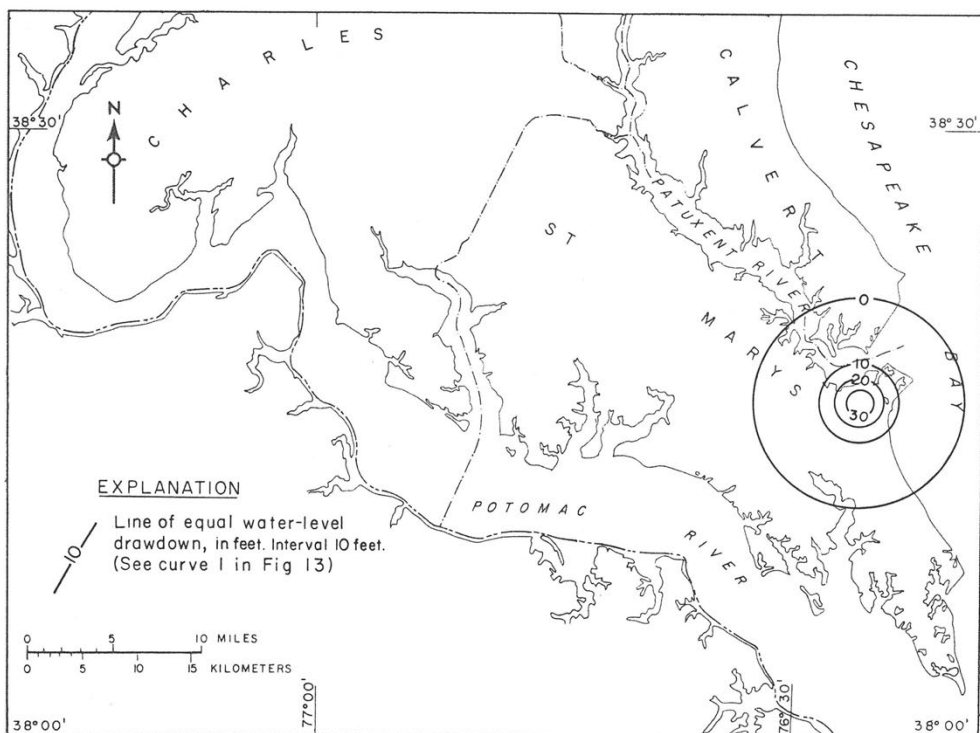 CHARLES
CALVERT
CHESAPEAKE
38°30'
38°30'
N
PATUXENT RIVER
ST
MARYS
BAY
0
10
20
30
EXPLANATION
10
Line of equal water-level
drawdown, in feet. Interval 10 feet.
(See curve 1 in Fig 13)
POTOMAC
RIVER
0 5 10 MILES
0 5 10 15 KILOMETERS
38°00'
77°00'
76°30'
38°00'